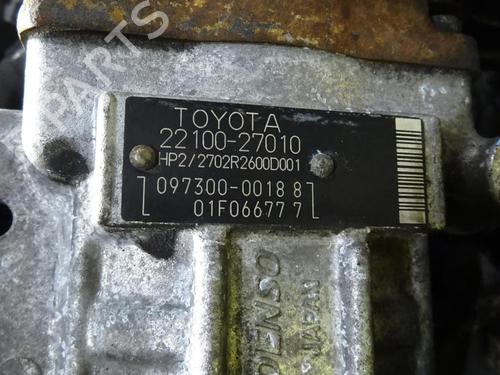 TOYOTA
22100-27010
HP2/2702R2600D001
097300-0018 8
01F06677 7
DENSO
JAPAN
PARTS